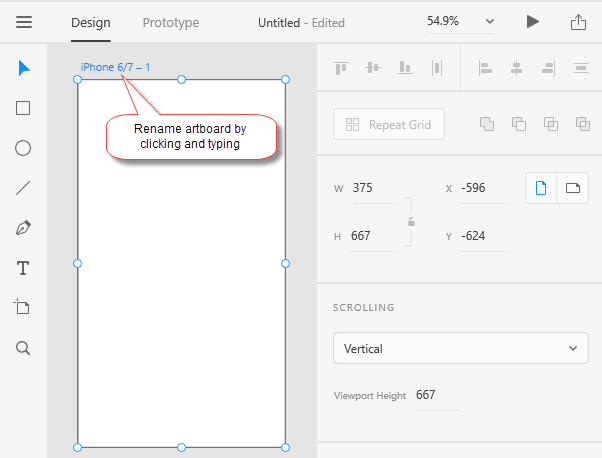 Design Prototype Untitled - Edited 54.9%
iPhone 6/7 – 1
Rename artboard by
clicking and typing
Repeat Grid
W 375 X -596
H 667 Y -624
SCROLLING
Vertical
Viewport Height 667